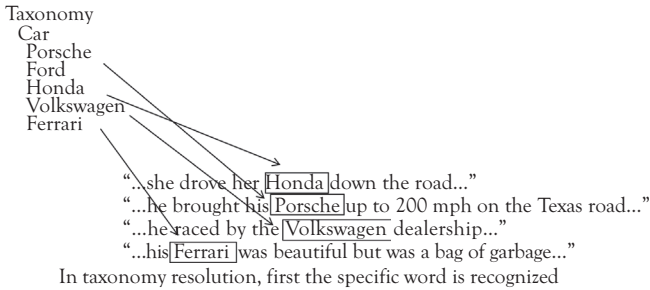 Taxonomy
Car
Porsche
Ford
Honda
Volkswagen
Ferrari
“...she drove her Honda down the road...”
“...he brought his Porsche up to 200 mph on the Texas road...”
“...he raced by the Volkswagen dealership...”
“...his Ferrari was beautiful but was a bag of garbage...”
In taxonomy resolution, first the specific word is recognized